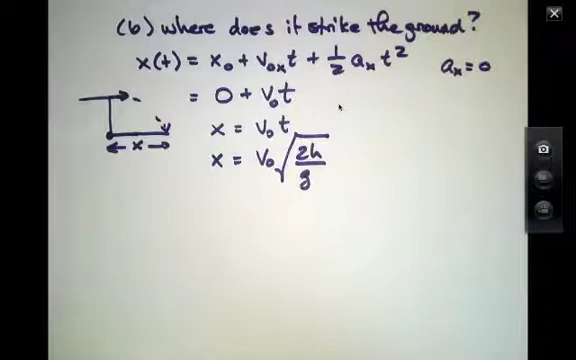 (b) where does it strike the ground?
x(t) = x₀ + v₀ₓt + ½ aₓt²   aₓ = 0
= 0 + v₀t
x = v₀t
x = v₀√(2h/g)
x